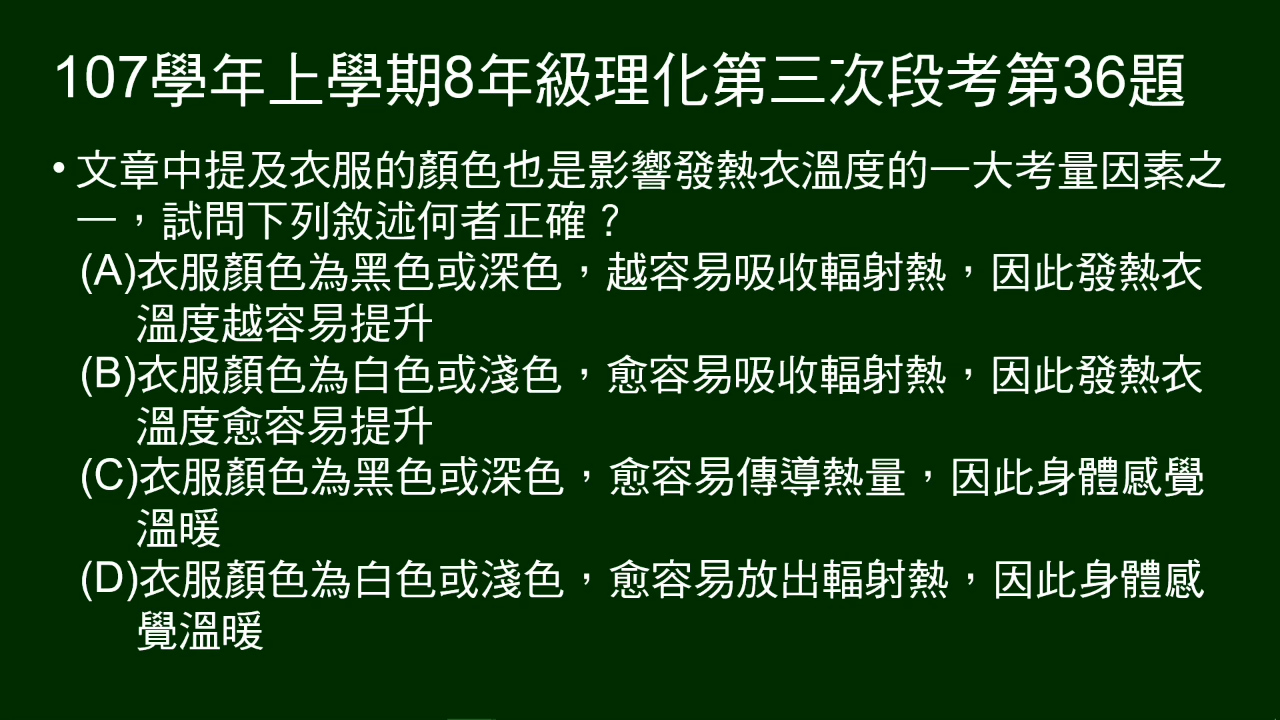 107學年上學期8年級理化第三次段考第36題
• 文章中提及衣服的顏色也是影響發熱衣溫度的一大考量因素之
一，試問下列敘述何者正確？
(A)衣服顏色為黑色或深色，越容易吸收輻射熱，因此發熱衣
溫度越容易提升
(B)衣服顏色為白色或淺色，愈容易吸收輻射熱，因此發熱衣
溫度愈容易提升
(C)衣服顏色為黑色或深色，愈容易傳導熱量，因此身體感覺
溫暖
(D)衣服顏色為白色或淺色，愈容易放出輻射熱，因此身體感
覺溫暖